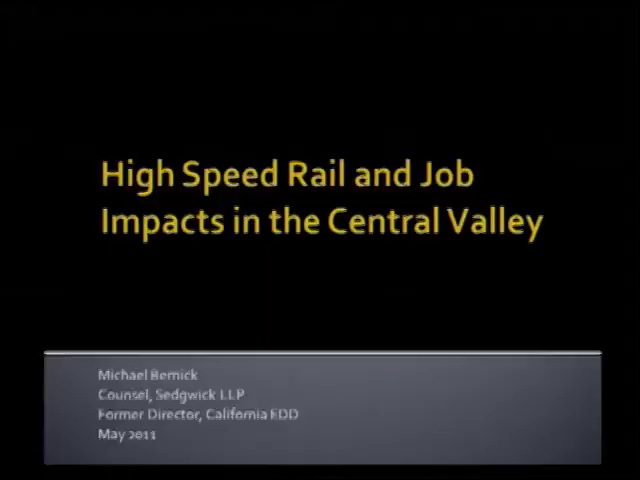 High Speed Rail and Job
Impacts in the Central Valley
Michael Bernick
Counsel, Sedgwick LLP
Former Director, California EDD
May 2011